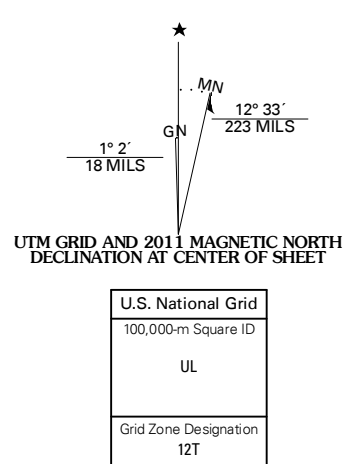 ★
MN
GN
12° 33´
223 MILS
1° 2´
18 MILS
UTM GRID AND 2011 MAGNETIC NORTH
DECLINATION AT CENTER OF SHEET
U.S. National Grid
100,000-m Square ID
UL
Grid Zone Designation
12T